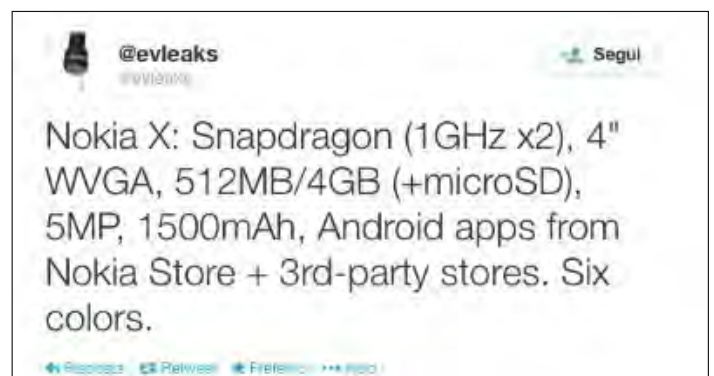 @evleaks
Segui
@evleaks
Nokia X: Snapdragon (1GHz x2), 4"
WVGA, 512MB/4GB (+microSD),
5MP, 1500mAh, Android apps from
Nokia Store + 3rd-party stores. Six
colors.
Retweet